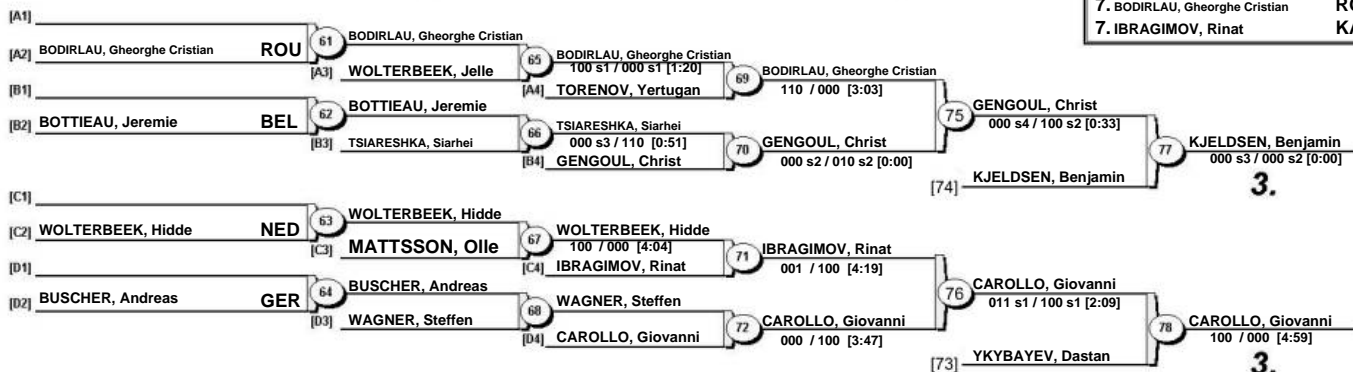 7. BODIRLAU, Gheorghe Cristian
7. IBRAGIMOV, Rinat
[A1]
[A2] BODIRLAU, Gheorghe Cristian ROU
61
BODIRLAU, Gheorghe Cristian
[A3] WOLTERBEEK, Jelle
65
BODIRLAU, Gheorghe Cristian
100 s1 / 000 s1 [1:20]
[A4] TORENOV, Yertugan
69
BODIRLAU, Gheorghe Cristian
110 / 000 [3:03]
[B1]
[B2] BOTTIEAU, Jeremie BEL
62
BOTTIEAU, Jeremie
[B3] TSIARESHKA, Siarhei
66
TSIARESHKA, Siarhei
000 s3 / 110 [0:51]
[B4] GENGOUL, Christ
70
GENGOUL, Christ
000 s2 / 010 s2 [0:00]
75
GENGOUL, Christ
000 s4 / 100 s2 [0:33]
[74] KJELDSEN, Benjamin
77
KJELDSEN, Benjamin
000 s3 / 000 s2 [0:00]
3.
[C1]
[C2] WOLTERBEEK, Hidde NED
63
WOLTERBEEK, Hidde
[C3] MATTSSON, Olle
67
WOLTERBEEK, Hidde
100 / 000 [4:04]
[C4] IBRAGIMOV, Rinat
71
IBRAGIMOV, Rinat
001 / 100 [4:19]
[D1]
[D2] BUSCHER, Andreas GER
64
BUSCHER, Andreas
[D3] WAGNER, Steffen
68
WAGNER, Steffen
[D4] CAROLLO, Giovanni
72
CAROLLO, Giovanni
000 / 100 [3:47]
76
CAROLLO, Giovanni
011 s1 / 100 s1 [2:09]
[73] YKYBAYEV, Dastan
78
CAROLLO, Giovanni
100 / 000 [4:59]
3.